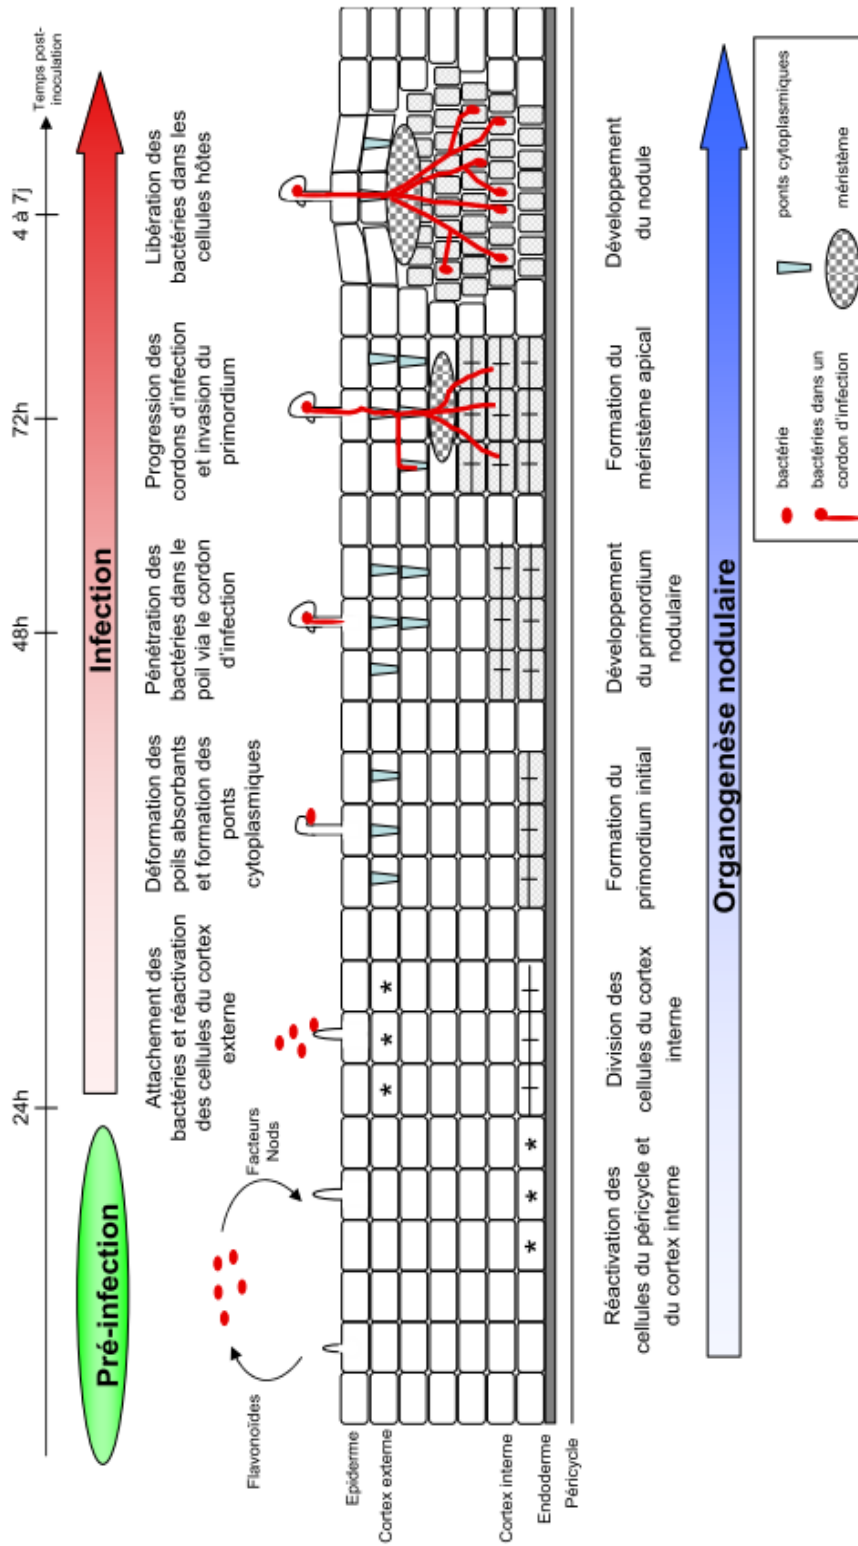 Temps post-
inoculation
24h
48h
72h
4 à 7j
Pré-infection
Infection
Attachement des
bactéries et réactivation
des cellules du cortex
externe
Déformation des
poils absorbants
et formation des
ponts
cytoplasmiques
Pénétration des
bactéries dans le
poil via le cordon
d'infection
Progression des
cordons d'infection
et invasion du
primordium
Libération des
bactéries dans les
cellules hôtes
Flavonoïdes
Facteurs
Nods
Epiderme
Cortex externe
Cortex interne
Endoderme
Péricycle
* * *
* * *
Réactivation des
cellules du péricycle et
du cortex interne
Division des
cellules du cortex
interne
Formation du
primordium initial
Développement
du primordium
nodulaire
Formation du
méristème apical
Développement
du nodule
Organogenèse nodulaire
bactérie
bactéries dans un
cordon d'infection
ponts cytoplasmiques
méristème